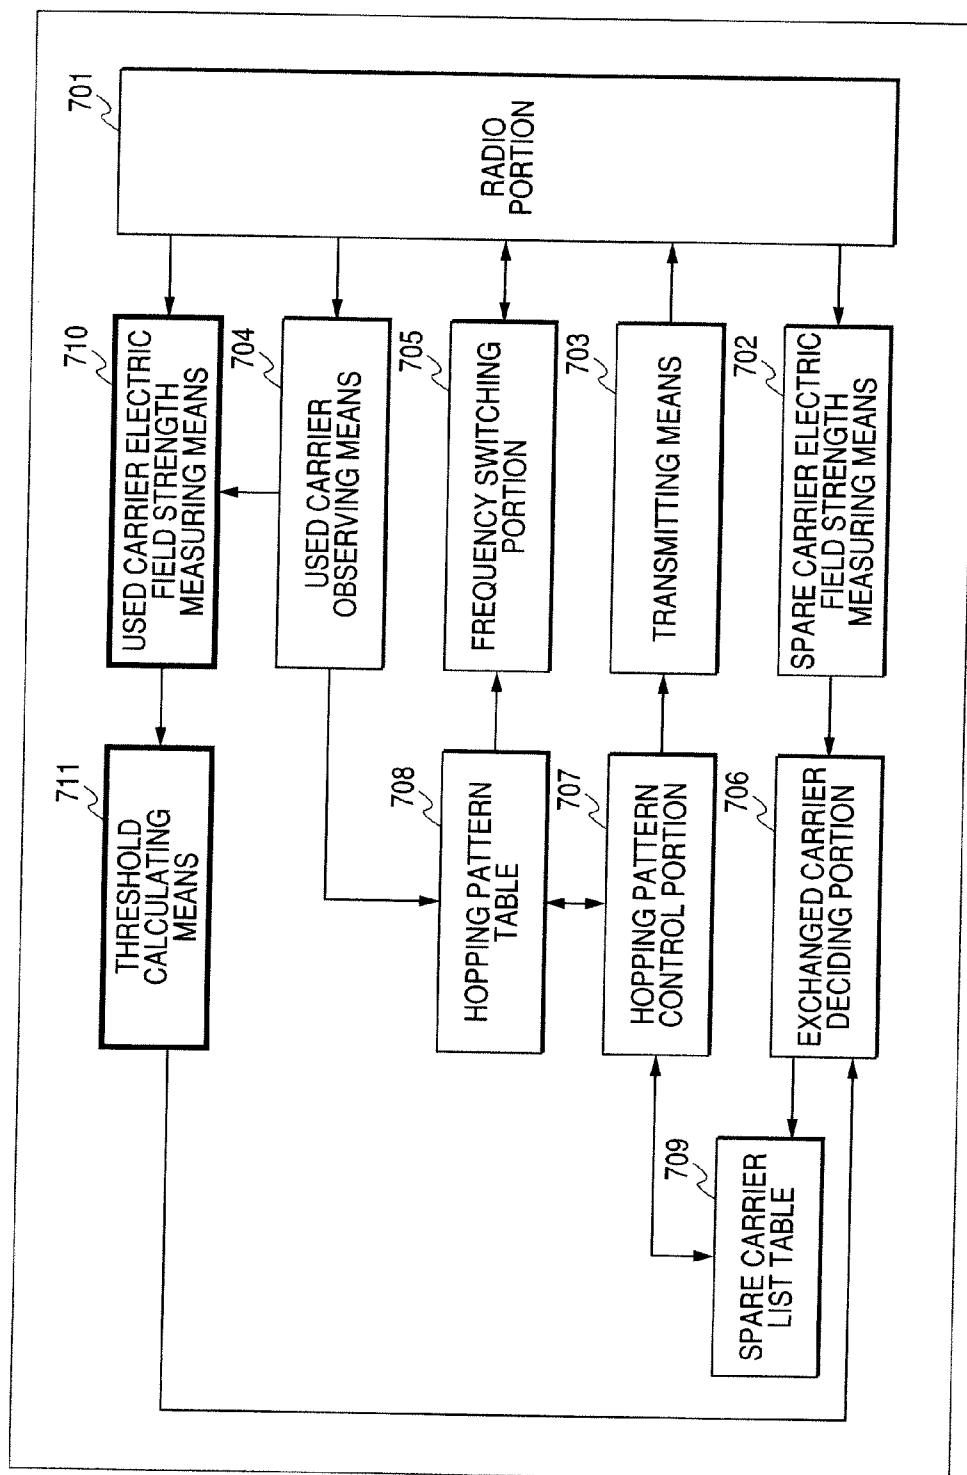 701
RADIO
PORTION
710
USED CARRIER ELECTRIC
FIELD STRENGTH
MEASURING MEANS
704
USED CARRIER
OBSERVING MEANS
705
FREQUENCY SWITCHING
PORTION
703
TRANSMITTING MEANS
702
SPARE CARRIER ELECTRIC
FIELD STRENGTH
MEASURING MEANS
711
THRESHOLD
CALCULATING
MEANS
708
HOPPING PATTERN
TABLE
707
HOPPING PATTERN
CONTROL PORTION
706
EXCHANGED CARRIER
DECIDING PORTION
709
SPARE CARRIER
LIST TABLE